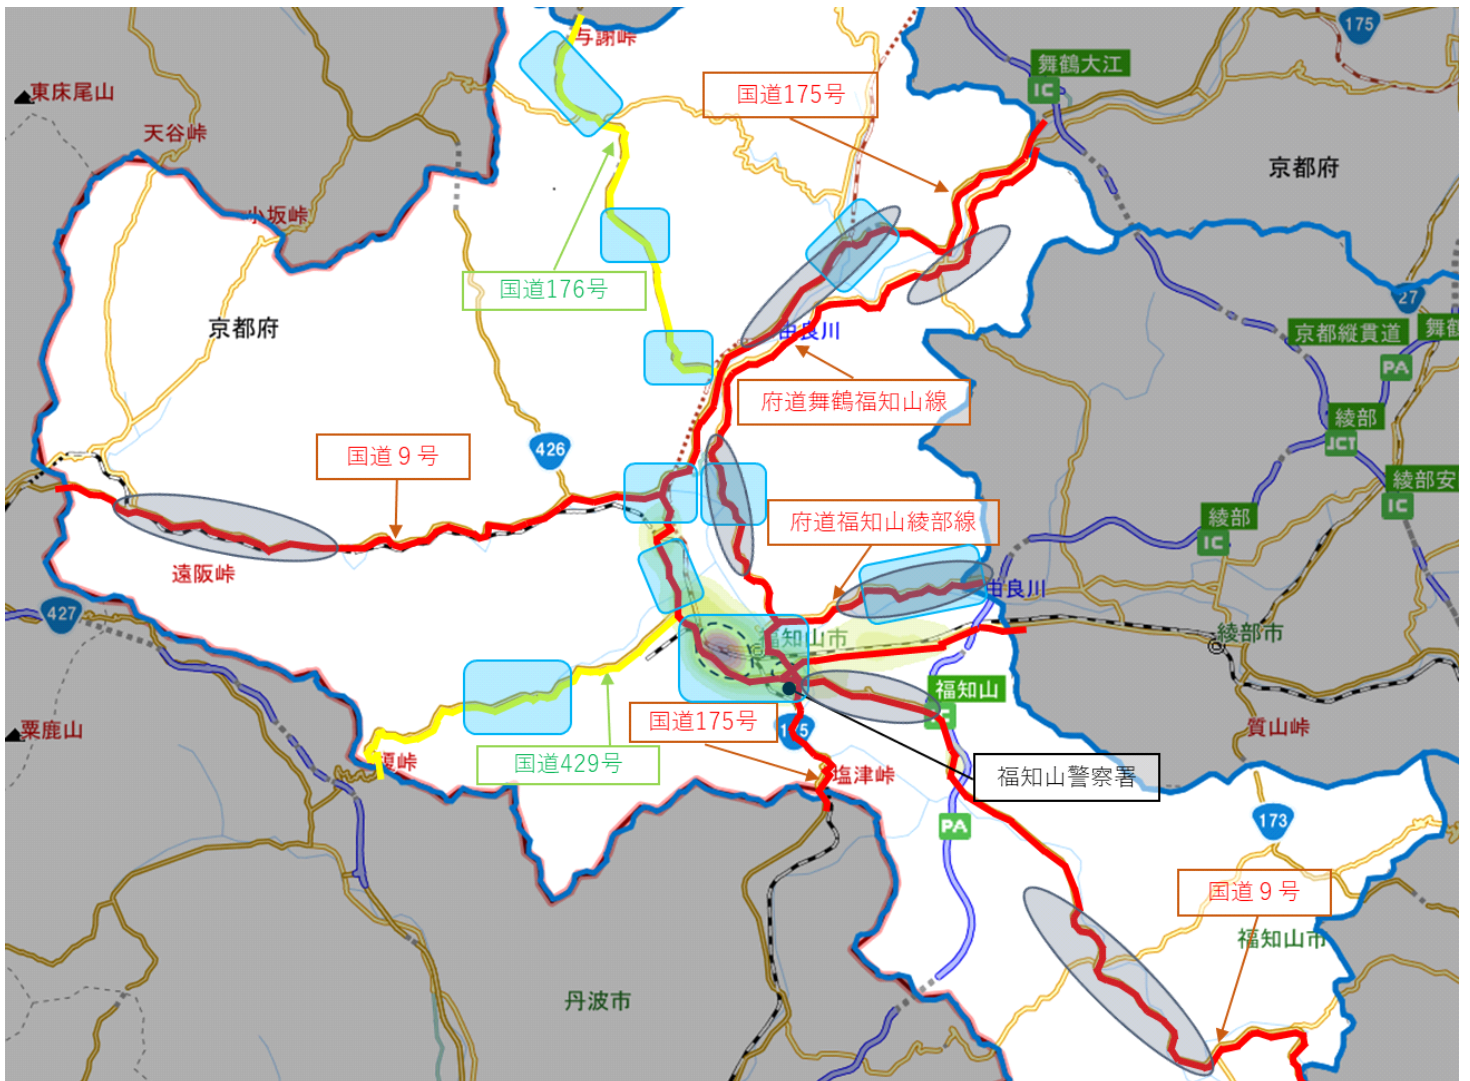 与謝峠
175
舞鶴大江
IC
国道175号
東床尾山
天谷峠
京都府
小坂峠
国道176号
27
京都府
由良川
京都縦貫道
PA
府道舞鶴福知山線
綾部
JCT
国道９号
426
綾部安
IC
府道福知山綾部線
綾部
IC
遠阪峠
由良川
427
福知山市
綾部市
福知山
国道175号
175
粟鹿山
榎峠
国道429号
塩津峠
福知山警察署
質山峠
PA
173
国道９号
福知山市
丹波市